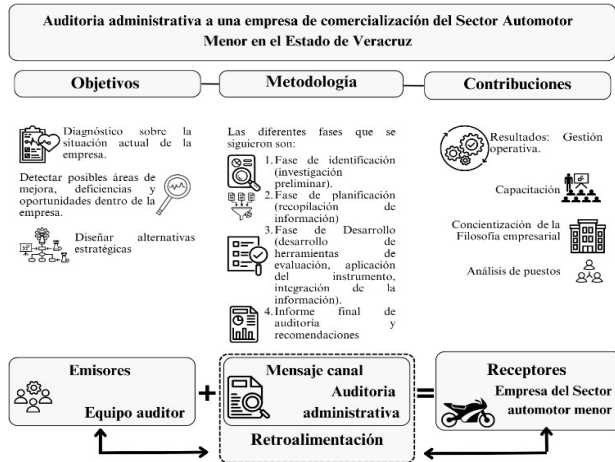 Auditoria administrativa a una empresa de comercialización del Sector Automotor
Menor en el Estado de Veracruz
Objetivos
Metodología
Contribuciones
Diagnóstico sobre la
situación actual de la
empresa.
Detectar posibles áreas de
mejora, deficiencias y
oportunidades dentro de la
empresa.
Diseñar alternativas
estratégicas
Las diferentes fases que se
siguieron son:
1. Fase de identificación
(investigación
preliminar).
2. Fase de planificación
(recopilación de
información)
3. Fase de Desarrollo
(desarrollo de
herramientas de
evaluación, aplicación
del instrumento,
integración de la
información).
4. Informe final de
auditoría y
recomendaciones
Resultados: Gestión
operativa.
Capacitación
Concientización de la
Filosofía empresarial
Análisis de puestos
Emisores
Equipo auditor
+
Mensaje canal
Auditoria
administrativa
Retroalimentación
=
Receptores
Empresa del Sector
automotor menor